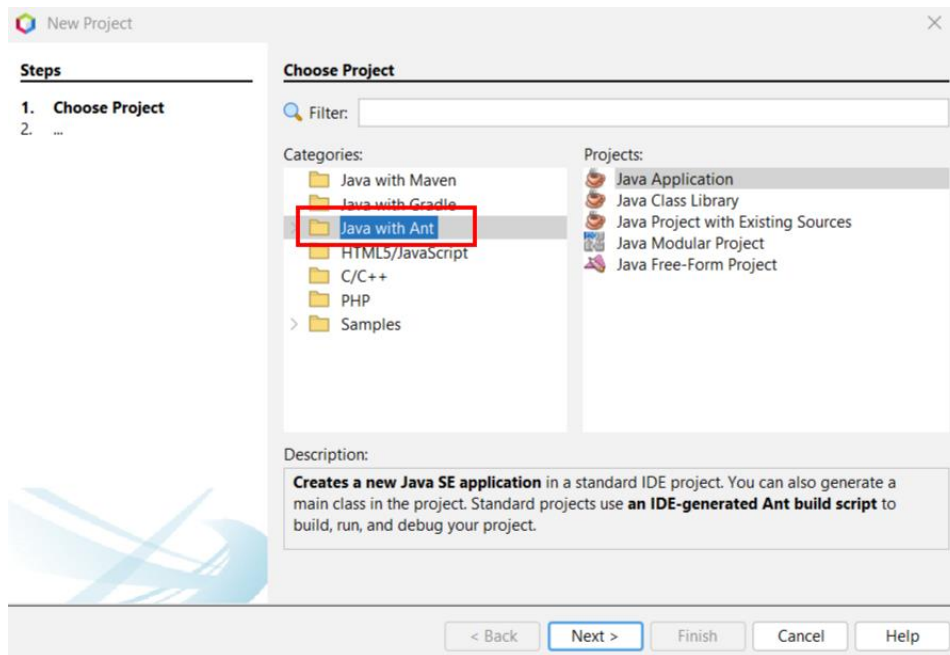 New Project
Steps
1. Choose Project
2. ...
Choose Project
Filter:
Categories:
Java with Maven
Java with Gradle
Java with Ant
HTML5/JavaScript
C/C++
PHP
Samples
Projects:
Java Application
Java Class Library
Java Project with Existing Sources
Java Modular Project
Java Free-Form Project
Description:
Creates a new Java SE application in a standard IDE project. You can also generate a
main class in the project. Standard projects use an IDE-generated Ant build script to
build, run, and debug your project.
< Back
Next >
Finish
Cancel
Help